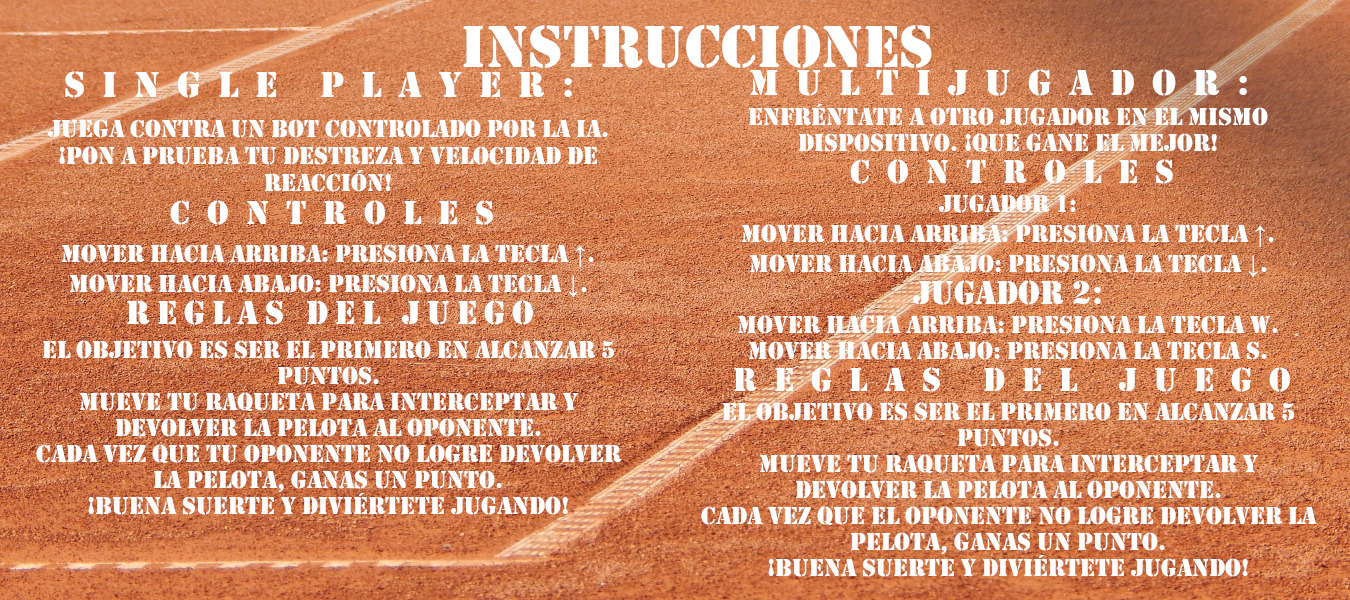 INSTRUCCIONES
SINGLE PLAYER:
JUEGA CONTRA UN BOT CONTROLADO POR LA IA.
¡PON A PRUEBA TU DESTREZA Y VELOCIDAD DE
REACCIÓN!
CONTROLES
MOVER HACIA ARRIBA: PRESIONA LA TECLA ↑.
MOVER HACIA ABAJO: PRESIONA LA TECLA ↓.
REGLAS DEL JUEGO
EL OBJETIVO ES SER EL PRIMERO EN ALCANZAR 5
PUNTOS.
MUEVE TU RAQUETA PARA INTERCEPTAR Y
DEVOLVER LA PELOTA AL OPONENTE.
CADA VEZ QUE TU OPONENTE NO LOGRE DEVOLVER
LA PELOTA, GANAS UN PUNTO.
¡BUENA SUERTE Y DIVIÉRTETE JUGANDO!
MULTIJUGADOR:
ENFRÉNTATE A OTRO JUGADOR EN EL MISMO
DISPOSITIVO. ¡QUE GANE EL MEJOR!
CONTROLES
JUGADOR 1:
MOVER HACIA ARRIBA: PRESIONA LA TECLA ↑.
MOVER HACIA ABAJO: PRESIONA LA TECLA ↓.
JUGADOR 2:
MOVER HACIA ARRIBA: PRESIONA LA TECLA W.
MOVER HACIA ABAJO: PRESIONA LA TECLA S.
REGLAS DEL JUEGO
EL OBJETIVO ES SER EL PRIMERO EN ALCANZAR 5
PUNTOS.
MUEVE TU RAQUETA PARA INTERCEPTAR Y
DEVOLVER LA PELOTA AL OPONENTE.
CADA VEZ QUE EL OPONENTE NO LOGRE DEVOLVER LA
PELOTA, GANAS UN PUNTO.
¡BUENA SUERTE Y DIVIÉRTETE JUGANDO!